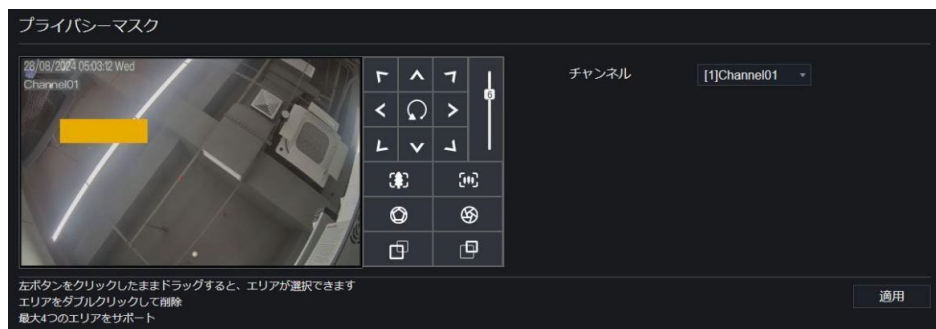 プライバシーマスク
28/08/2024 05:03:12 Wed
Channel01
6
チャンネル
[1]Channel01
左ボタンをクリックしたままドラッグすると、エリアが選択できます
エリアをダブルクリックして削除
最大4つのエリアをサポート
適用